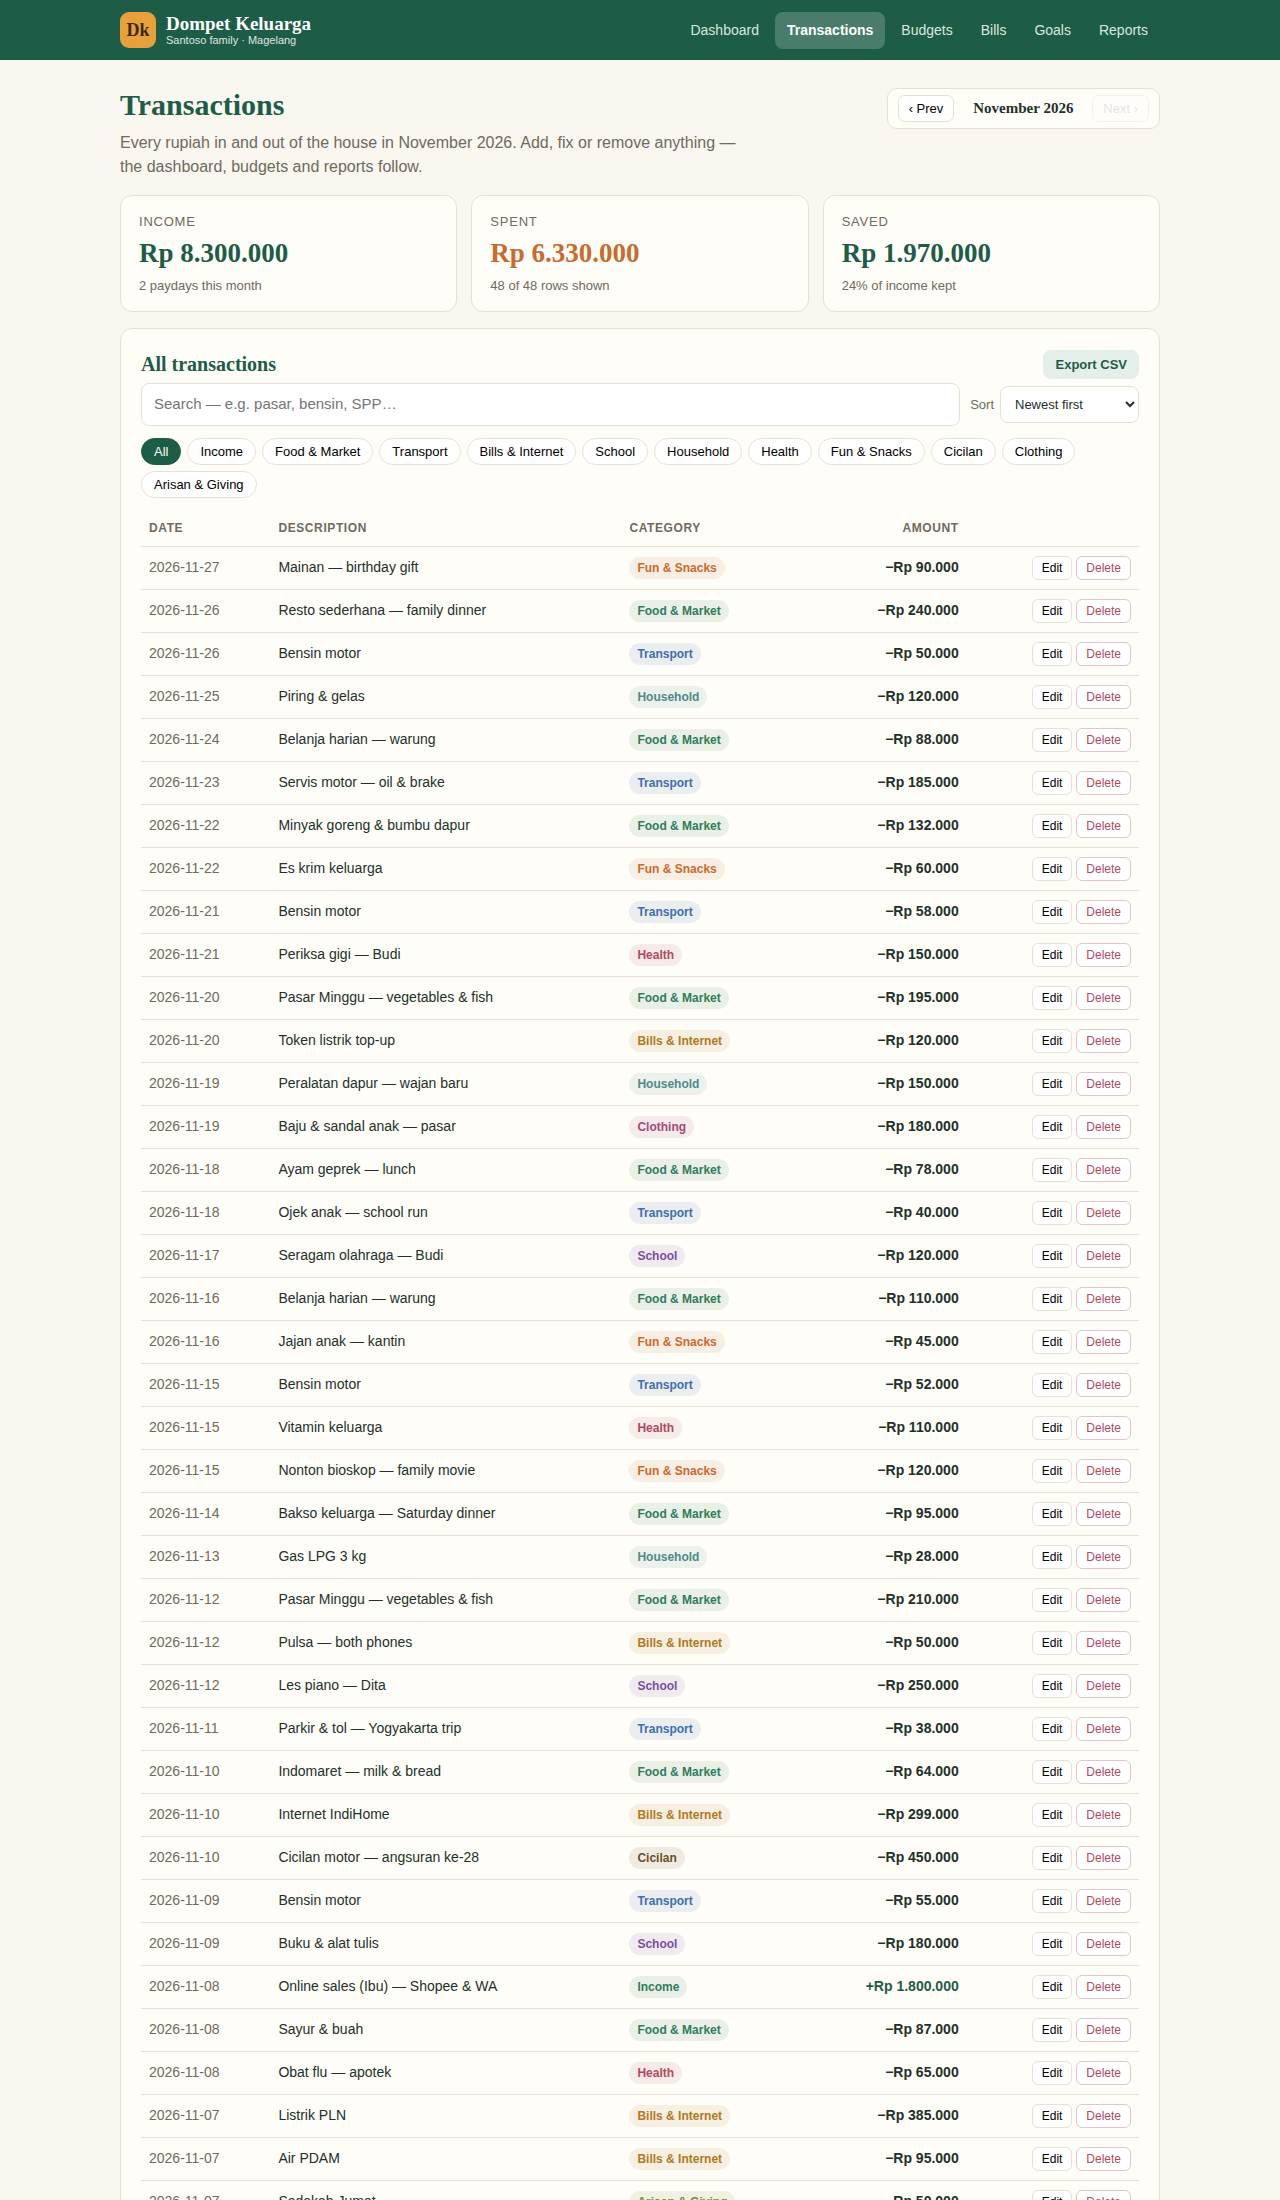 Dk
Dompet Keluarga
Santoso family · Magelang
Dashboard Transactions Budgets Bills Goals Reports
Transactions
‹ Prev November 2026 Next ›
Every rupiah in and out of the house in November 2026. Add, fix or remove anything —
the dashboard, budgets and reports follow.
INCOME
Rp 8.300.000
2 paydays this month
SPENT
Rp 6.330.000
48 of 48 rows shown
SAVED
Rp 1.970.000
24% of income kept
All transactions
Export CSV
Search — e.g. pasar, bensin, SPP…
Sort Newest first
All Income Food & Market Transport Bills & Internet School Household Health Fun & Snacks Cicilan Clothing
Arisan & Giving
DATE DESCRIPTION CATEGORY AMOUNT
2026-11-27 Mainan — birthday gift Fun & Snacks −Rp 90.000 Edit Delete
2026-11-26 Resto sederhana — family dinner Food & Market −Rp 240.000 Edit Delete
2026-11-26 Bensin motor Transport −Rp 50.000 Edit Delete
2026-11-25 Piring & gelas Household −Rp 120.000 Edit Delete
2026-11-24 Belanja harian — warung Food & Market −Rp 88.000 Edit Delete
2026-11-23 Servis motor — oil & brake Transport −Rp 185.000 Edit Delete
2026-11-22 Minyak goreng & bumbu dapur Food & Market −Rp 132.000 Edit Delete
2026-11-22 Es krim keluarga Fun & Snacks −Rp 60.000 Edit Delete
2026-11-21 Bensin motor Transport −Rp 58.000 Edit Delete
2026-11-21 Periksa gigi — Budi Health −Rp 150.000 Edit Delete
2026-11-20 Pasar Minggu — vegetables & fish Food & Market −Rp 195.000 Edit Delete
2026-11-20 Token listrik top-up Bills & Internet −Rp 120.000 Edit Delete
2026-11-19 Peralatan dapur — wajan baru Household −Rp 150.000 Edit Delete
2026-11-19 Baju & sandal anak — pasar Clothing −Rp 180.000 Edit Delete
2026-11-18 Ayam geprek — lunch Food & Market −Rp 78.000 Edit Delete
2026-11-18 Ojek anak — school run Transport −Rp 40.000 Edit Delete
2026-11-17 Seragam olahraga — Budi School −Rp 120.000 Edit Delete
2026-11-16 Belanja harian — warung Food & Market −Rp 110.000 Edit Delete
2026-11-16 Jajan anak — kantin Fun & Snacks −Rp 45.000 Edit Delete
2026-11-15 Bensin motor Transport −Rp 52.000 Edit Delete
2026-11-15 Vitamin keluarga Health −Rp 110.000 Edit Delete
2026-11-15 Nonton bioskop — family movie Fun & Snacks −Rp 120.000 Edit Delete
2026-11-14 Bakso keluarga — Saturday dinner Food & Market −Rp 95.000 Edit Delete
2026-11-13 Gas LPG 3 kg Household −Rp 28.000 Edit Delete
2026-11-12 Pasar Minggu — vegetables & fish Food & Market −Rp 210.000 Edit Delete
2026-11-12 Pulsa — both phones Bills & Internet −Rp 50.000 Edit Delete
2026-11-12 Les piano — Dita School −Rp 250.000 Edit Delete
2026-11-11 Parkir & tol — Yogyakarta trip Transport −Rp 38.000 Edit Delete
2026-11-10 Indomaret — milk & bread Food & Market −Rp 64.000 Edit Delete
2026-11-10 Internet IndiHome Bills & Internet −Rp 299.000 Edit Delete
2026-11-10 Cicilan motor — angsuran ke-28 Cicilan −Rp 450.000 Edit Delete
2026-11-09 Bensin motor Transport −Rp 55.000 Edit Delete
2026-11-09 Buku & alat tulis School −Rp 180.000 Edit Delete
2026-11-08 Online sales (Ibu) — Shopee & WA Income +Rp 1.800.000 Edit Delete
2026-11-08 Sayur & buah Food & Market −Rp 87.000 Edit Delete
2026-11-08 Obat flu — apotek Health −Rp 65.000 Edit Delete
2026-11-07 Listrik PLN Bills & Internet −Rp 385.000 Edit Delete
2026-11-07 Air PDAM Bills & Internet −Rp 95.000 Edit Delete
2026-11-07 Sedekah Jumat Arisan & Giving −Rp 50.000 Edit Delete